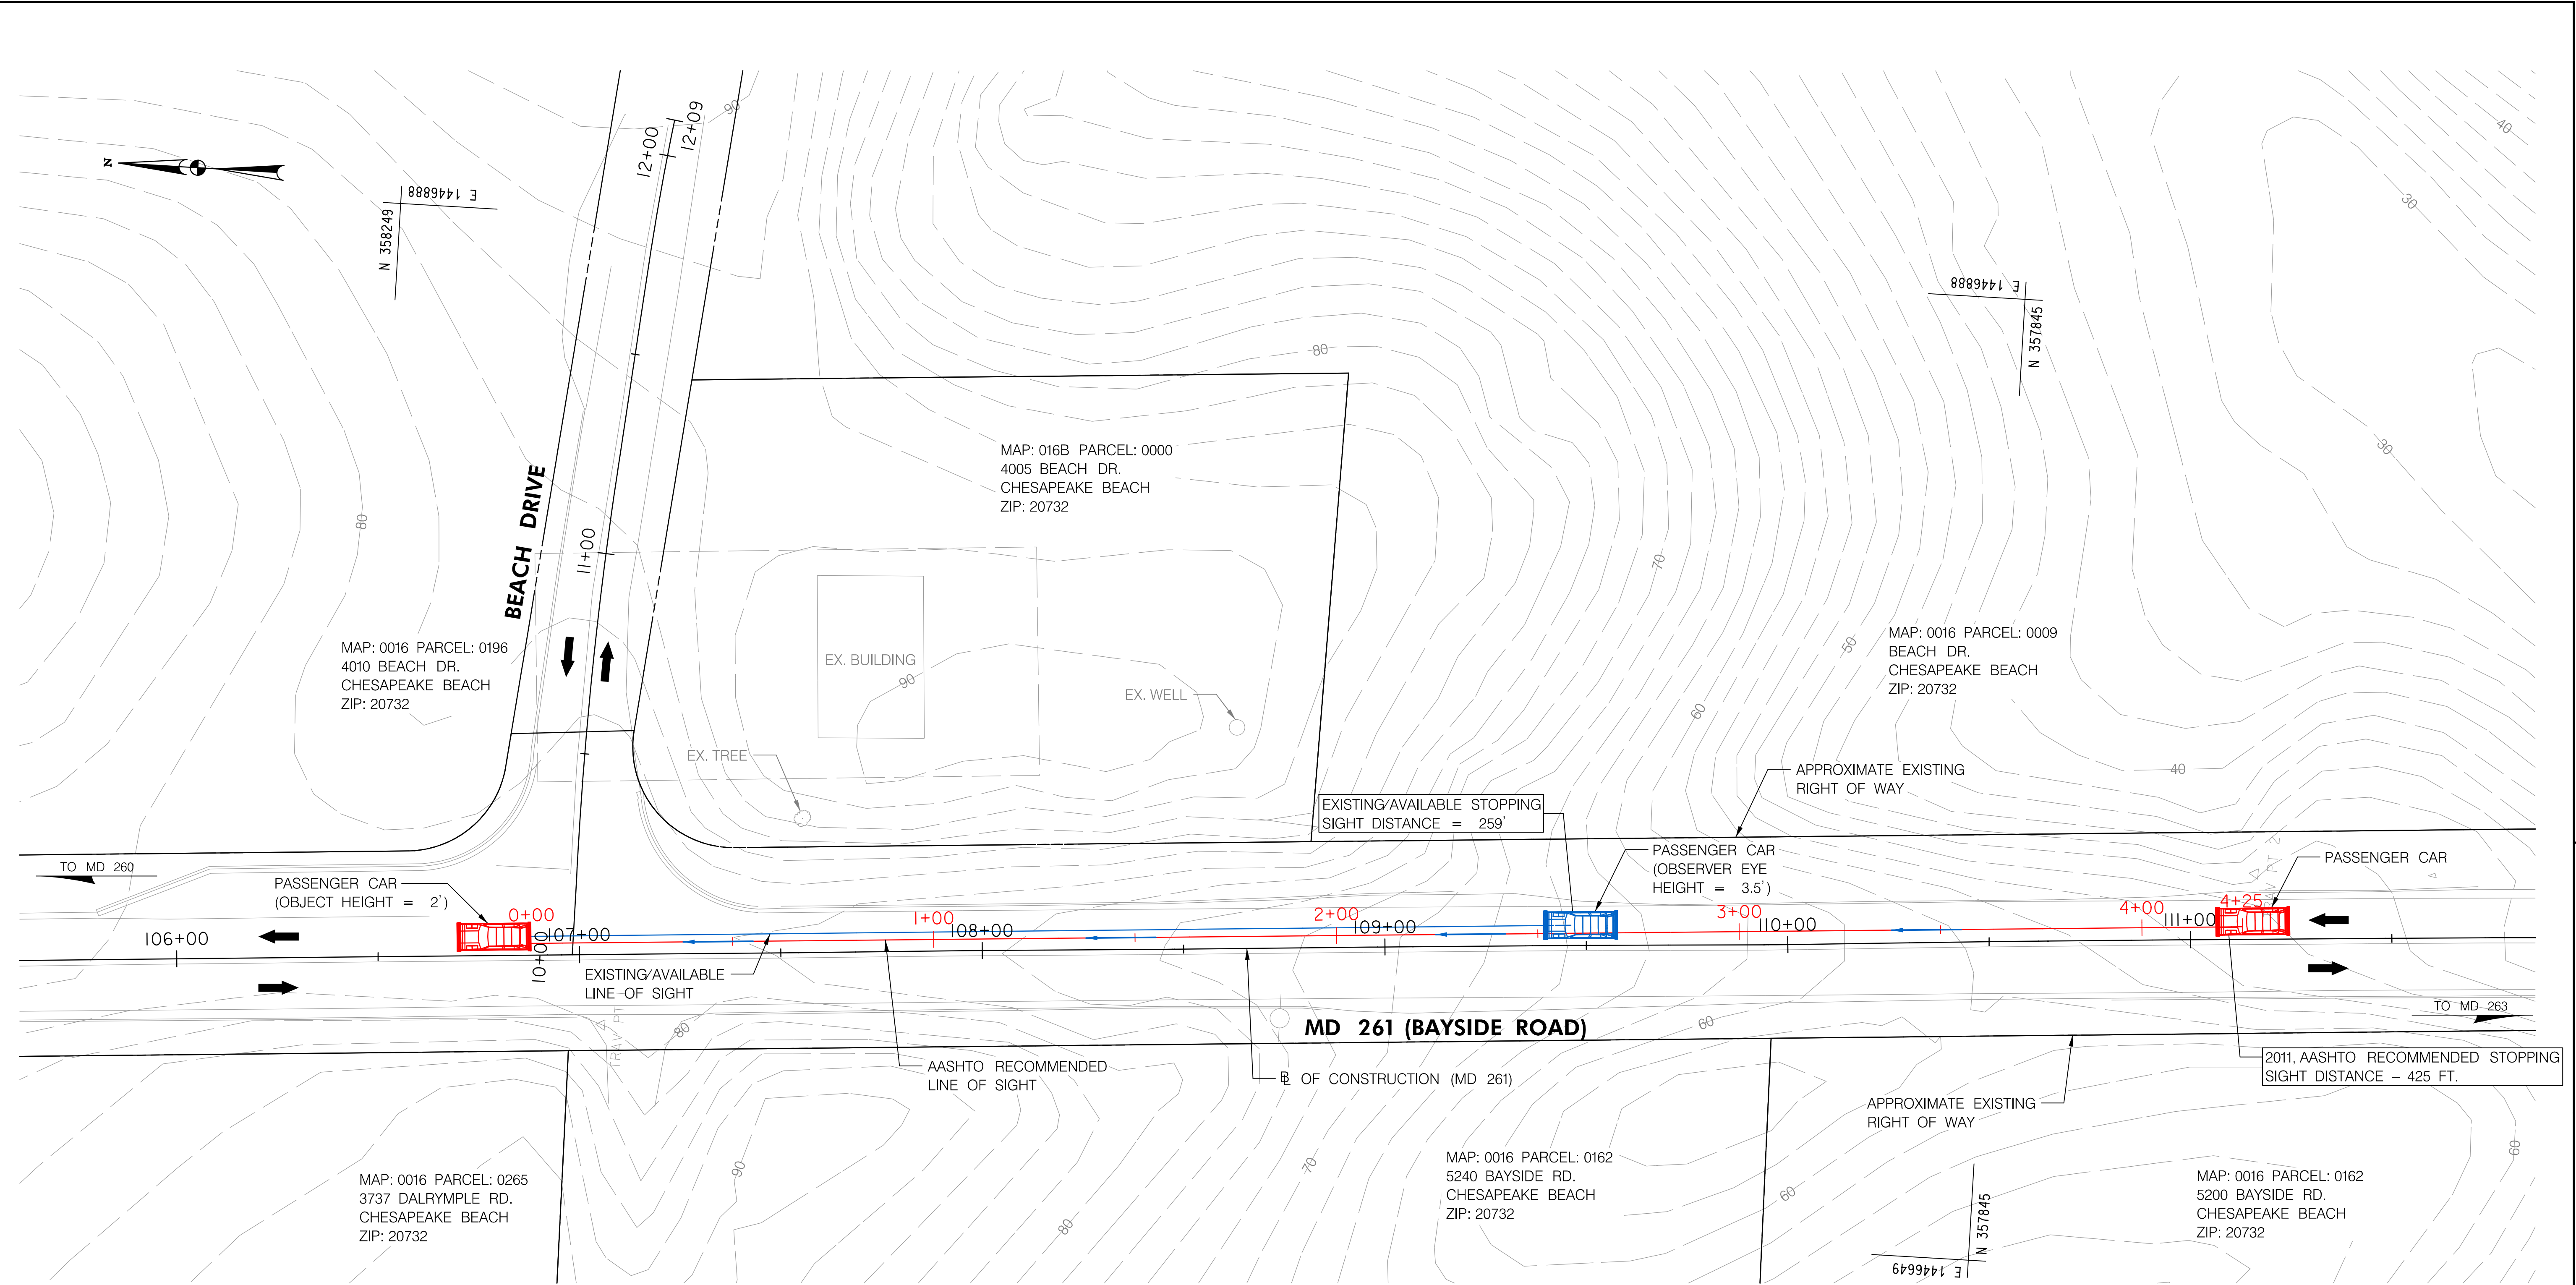 90
12+00
12+09
40
N
E 1446888
N 358249
30
E 1446888
N 357845
80
30
MAP: 016B PARCEL: 0000
4005 BEACH DR.
CHESAPEAKE BEACH
ZIP: 20732
BEACH DRIVE
80
11+00
70
MAP: 0016 PARCEL: 0196
4010 BEACH DR.
CHESAPEAKE BEACH
ZIP: 20732
EX. BUILDING
90
EX. WELL
EX. TREE
50
60
MAP: 0016 PARCEL: 0009
BEACH DR.
CHESAPEAKE BEACH
ZIP: 20732
40
APPROXIMATE EXISTING
RIGHT OF WAY
EXISTING/AVAILABLE STOPPING
SIGHT DISTANCE = 259'
PASSENGER CAR
(OBSERVER EYE
HEIGHT = 3.5')
PASSENGER CAR
TO MD 260
PASSENGER CAR
(OBJECT HEIGHT = 2')
0+00
1+00
2+00
3+00
4+00
4+25
106+00
107+00
108+00
109+00
110+00
111+00
10+00
EXISTING/AVAILABLE
LINE OF SIGHT
TO MD 263
MD 261 (BAYSIDE ROAD)
60
80
TRAV PT
AASHTO RECOMMENDED
LINE OF SIGHT
BL OF CONSTRUCTION (MD 261)
2011, AASHTO RECOMMENDED STOPPING
SIGHT DISTANCE – 425 FT.
APPROXIMATE EXISTING
RIGHT OF WAY
90
70
60
80
60
MAP: 0016 PARCEL: 0265
3737 DALRYMPLE RD.
CHESAPEAKE BEACH
ZIP: 20732
MAP: 0016 PARCEL: 0162
5240 BAYSIDE RD.
CHESAPEAKE BEACH
ZIP: 20732
MAP: 0016 PARCEL: 0162
5200 BAYSIDE RD.
CHESAPEAKE BEACH
ZIP: 20732
N 357845
E 1446649